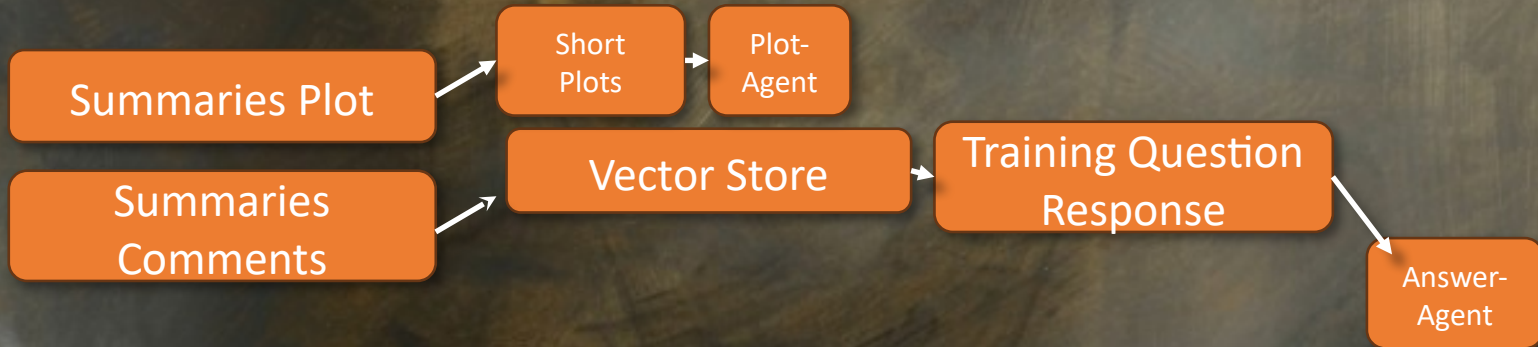 Summaries Plot
Short
Plots
Plot-
Agent
Summaries
Comments
Vector Store
Training Question
Response
Answer-
Agent